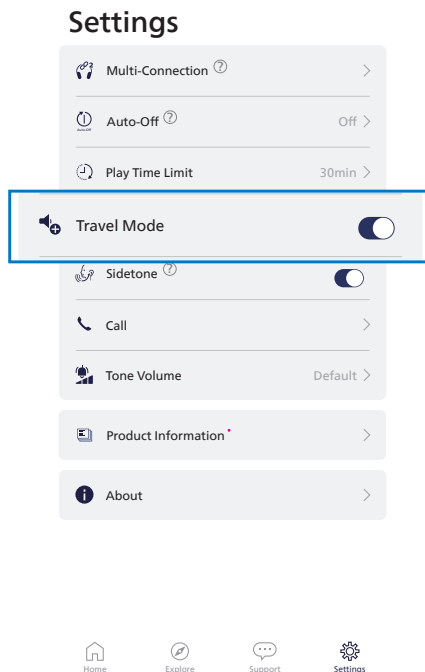 Settings
Multi-Connection ?
Auto-Off ?
Off
Play Time Limit
30min
Travel Mode
Sidetone ?
Call
Tone Volume
Default
Product Information
About
Home
Explore
Support
Settings